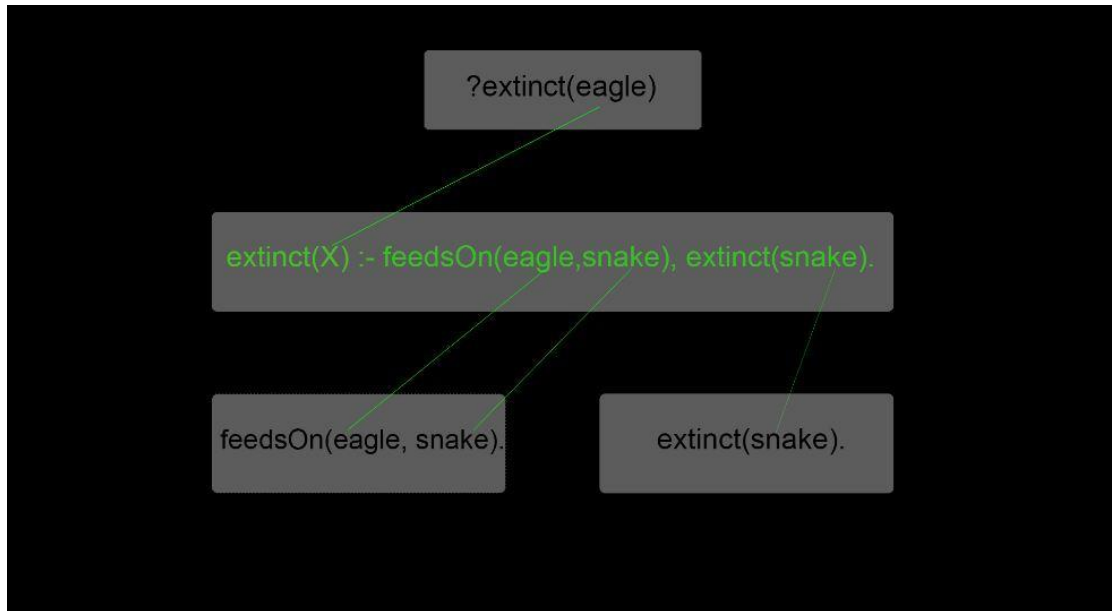 ?extinct(eagle)
extinct(X) :- feedsOn(eagle,snake), extinct(snake).
feedsOn(eagle, snake).
extinct(snake).